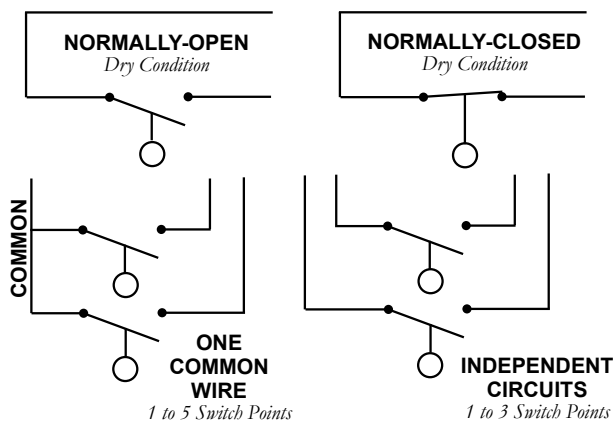 NORMALLY-OPEN
Dry Condition
NORMALLY-CLOSED
Dry Condition
COMMON
ONE
COMMON
WIRE
1 to 5 Switch Points
INDEPENDENT
CIRCUITS
1 to 3 Switch Points